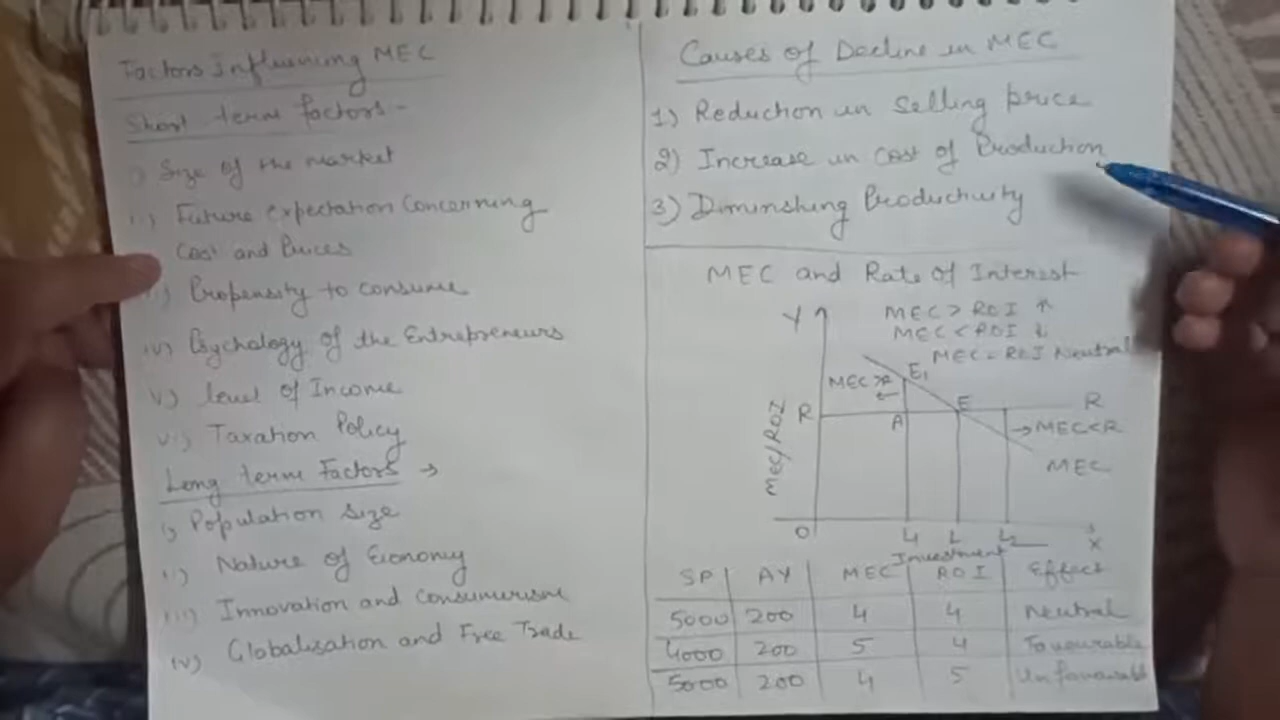 Factors Influening MEC
Short term factors -
i) Size of the market
ii) Future expectation Concerning
Cost and Prices
iii) Propensity to consume
iv) Psychology of the Entrepreneurs
v) level of Income
vi) Taxation Policy
Long term Factors →
i) Population size
ii) Nature of Economy
iii) Innovation and Consumerism
iv) Globalisation and Free Trade
Causes of Decline in MEC
1) Reduction in Selling price
2) Increase in Cost of Production
3) Diminshing Productivity
MEC and Rate of Interest
Y MEC > ROI ↑
MEC < ROI ↓
MEC = ROI Neutral
MEC>R E1
R A E R
→ MEC<R
MEC
MEC/ROI
O L X
Investment
SP AY MEC ROI Effect
5000 200 4 4 Neutral
4000 200 5 4 Favourable
5000 200 4 5 Unfavourable